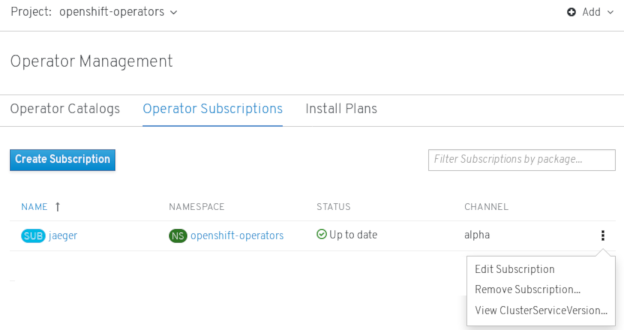 Project: openshift-operators
Add
Operator Management
Operator Catalogs Operator Subscriptions Install Plans
Create Subscription Filter Subscriptions by package...
NAME ↑ NAMESPACE STATUS CHANNEL
SUB jaeger NS openshift-operators Up to date alpha
Edit Subscription
Remove Subscription...
View ClusterServiceVersion...